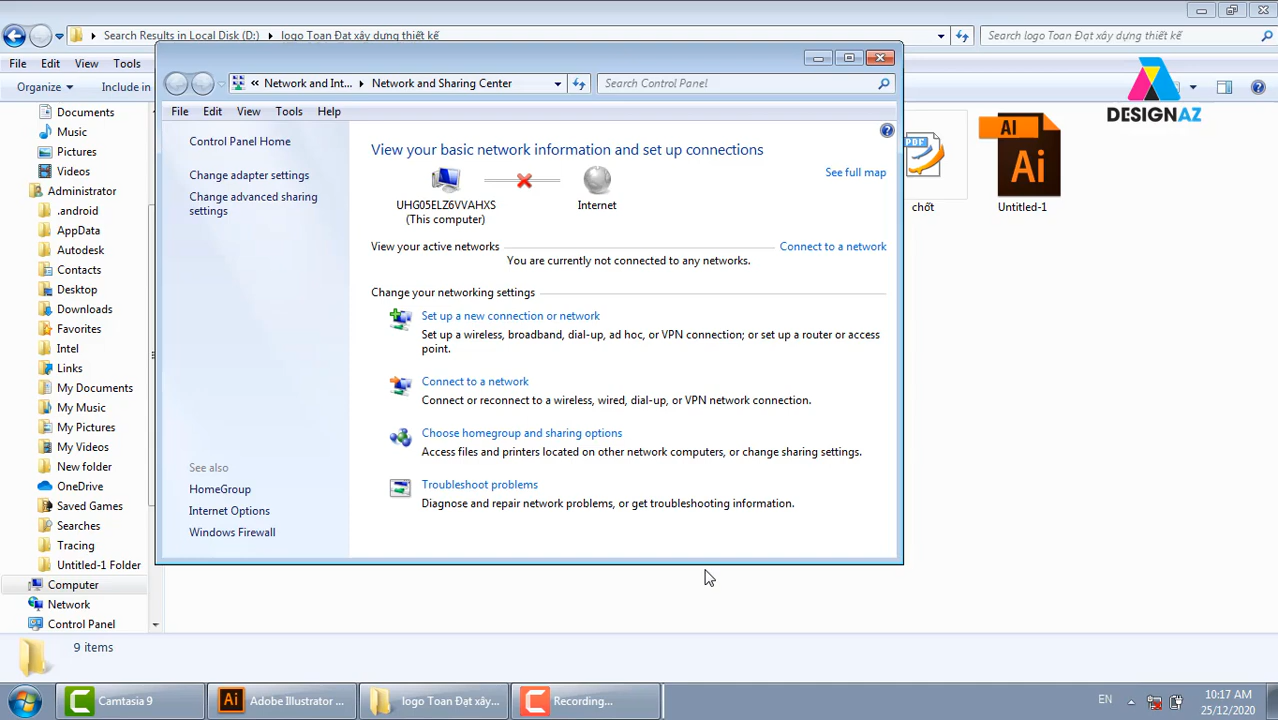 Search Results in Local Disk (D:) logo Toan Đạt xây dựng thiết kế
Search logo Toan Đạt xây dựng thiết kế
File Edit View Tools
Organize Include in
Documents
Music
Pictures
Videos
Administrator
.android
AppData
Autodesk
Contacts
Desktop
Downloads
Favorites
Intel
Links
My Documents
My Music
My Pictures
My Videos
New folder
OneDrive
Saved Games
Searches
Tracing
Untitled-1 Folder
Computer
Network
Control Panel
9 items
« Network and Int... Network and Sharing Center
Search Control Panel
File Edit View Tools Help
Control Panel Home
Change adapter settings
Change advanced sharing
settings
See also
HomeGroup
Internet Options
Windows Firewall
View your basic network information and set up connections
See full map
UHG05ELZ6VVAHXS
(This computer)
Internet
View your active networks
Connect to a network
You are currently not connected to any networks.
Change your networking settings
Set up a new connection or network
Set up a wireless, broadband, dial-up, ad hoc, or VPN connection; or set up a router or access
point.
Connect to a network
Connect or reconnect to a wireless, wired, dial-up, or VPN network connection.
Choose homegroup and sharing options
Access files and printers located on other network computers, or change sharing settings.
Troubleshoot problems
Diagnose and repair network problems, or get troubleshooting information.
DESIGNAZ
PDF
chốt
AI
Ai
Untitled-1
C Camtasia 9
Ai Adobe Illustrator ...
logo Toan Đạt xây...
C Recording...
EN
10:17 AM
25/12/2020